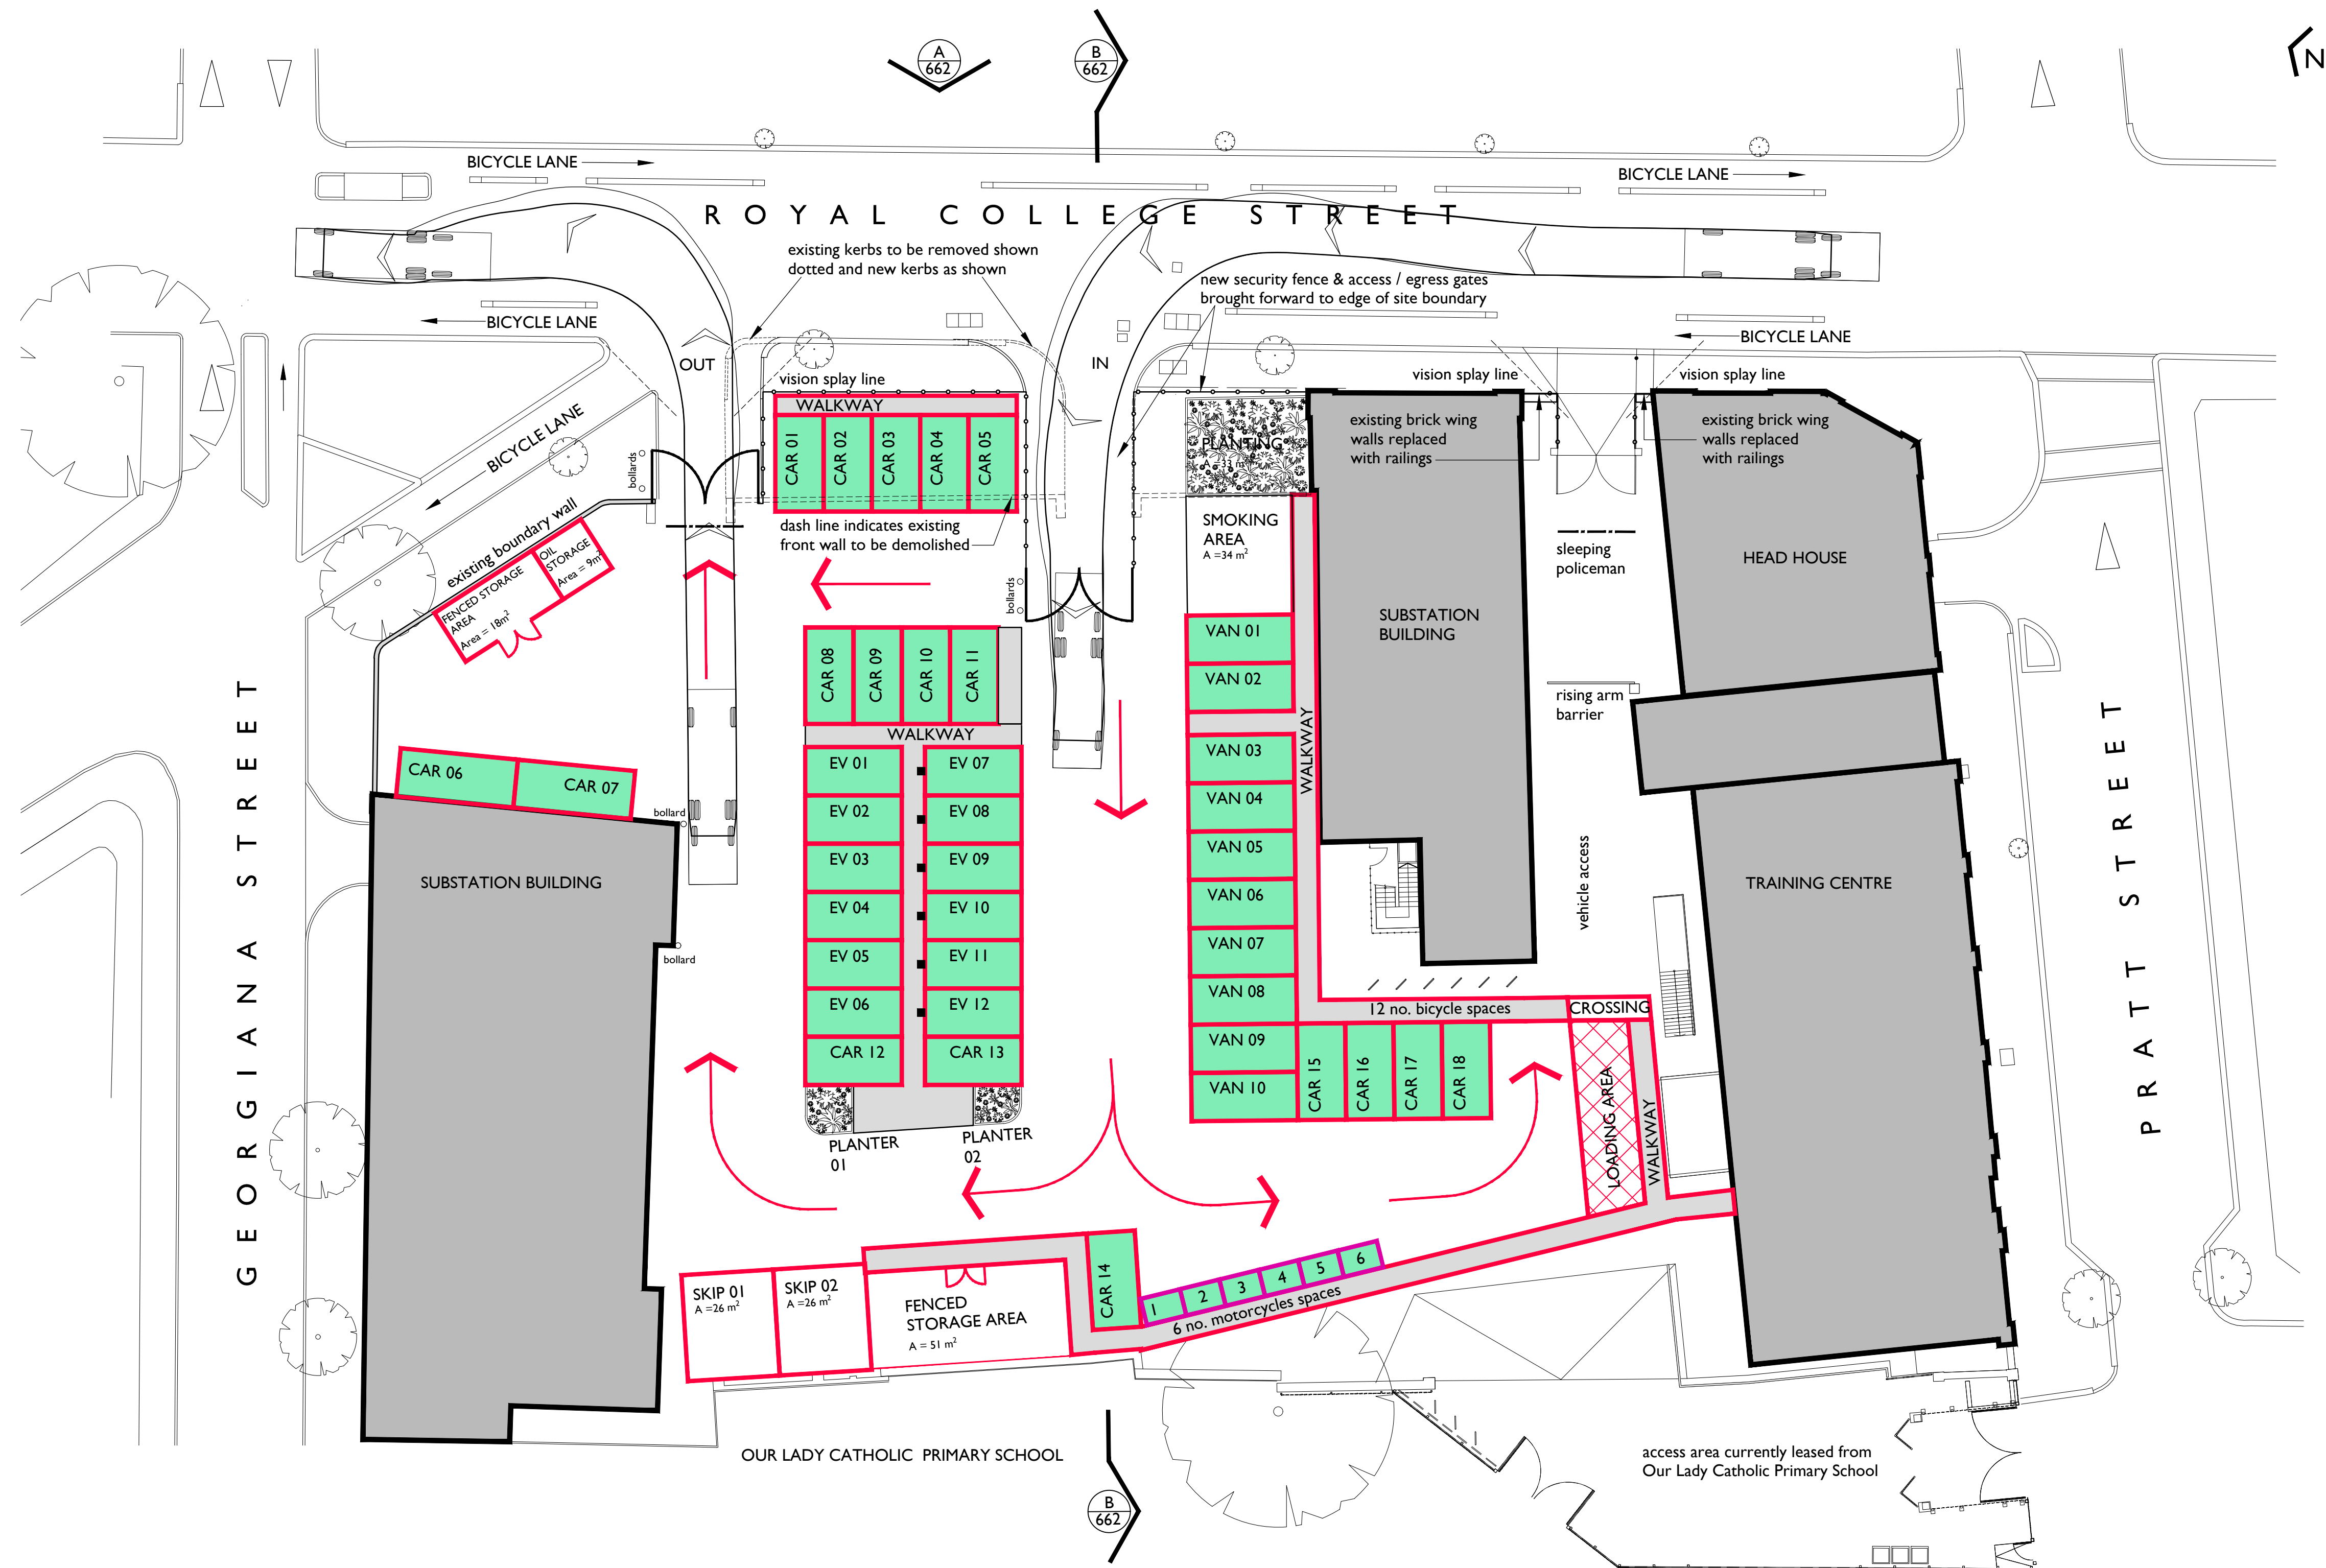 A
662
B
662
N
BICYCLE LANE
BICYCLE LANE
ROYAL COLLEGE STREET
existing kerbs to be removed shown
dotted and new kerbs as shown
new security fence & access / egress gates
brought forward to edge of site boundary
BICYCLE LANE
BICYCLE LANE
OUT
IN
vision splay line
vision splay line
vision splay line
WALKWAY
CAR 01
CAR 02
CAR 03
CAR 04
CAR 05
BICYCLE LANE
bollards
PLANTING
A =33 m²
existing brick wing
walls replaced
with railings
existing brick wing
walls replaced
with railings
existing boundary wall
dash line indicates existing
front wall to be demolished
SMOKING
AREA
A =34 m²
OIL
STORAGE
Area = 9m²
FENCED STORAGE
AREA
Area = 18m²
bollards
sleeping
policeman
HEAD HOUSE
SUBSTATION
BUILDING
rising arm
barrier
CAR 08
CAR 09
CAR 10
CAR 11
WALKWAY
VAN 01
VAN 02
VAN 03
VAN 04
VAN 05
VAN 06
VAN 07
VAN 08
VAN 09
VAN 10
WALKWAY
CAR 06
CAR 07
bollard
bollard
SUBSTATION BUILDING
EV 01
EV 07
EV 02
EV 08
EV 03
EV 09
EV 04
EV 10
EV 05
EV 11
EV 06
EV 12
CAR 12
CAR 13
PLANTER
01
PLANTER
02
vehicle access
TRAINING CENTRE
12 no. bicycle spaces
CROSSING
CAR 15
CAR 16
CAR 17
CAR 18
LOADING AREA
WALKWAY
GEORGIANA STREET
PRATT STREET
SKIP 01
A =26 m²
SKIP 02
A =26 m²
FENCED
STORAGE AREA
A = 51 m²
CAR 14
1
2
3
4
5
6
6 no. motorcycles spaces
OUR LADY CATHOLIC PRIMARY SCHOOL
access area currently leased from
Our Lady Catholic Primary School
B
662